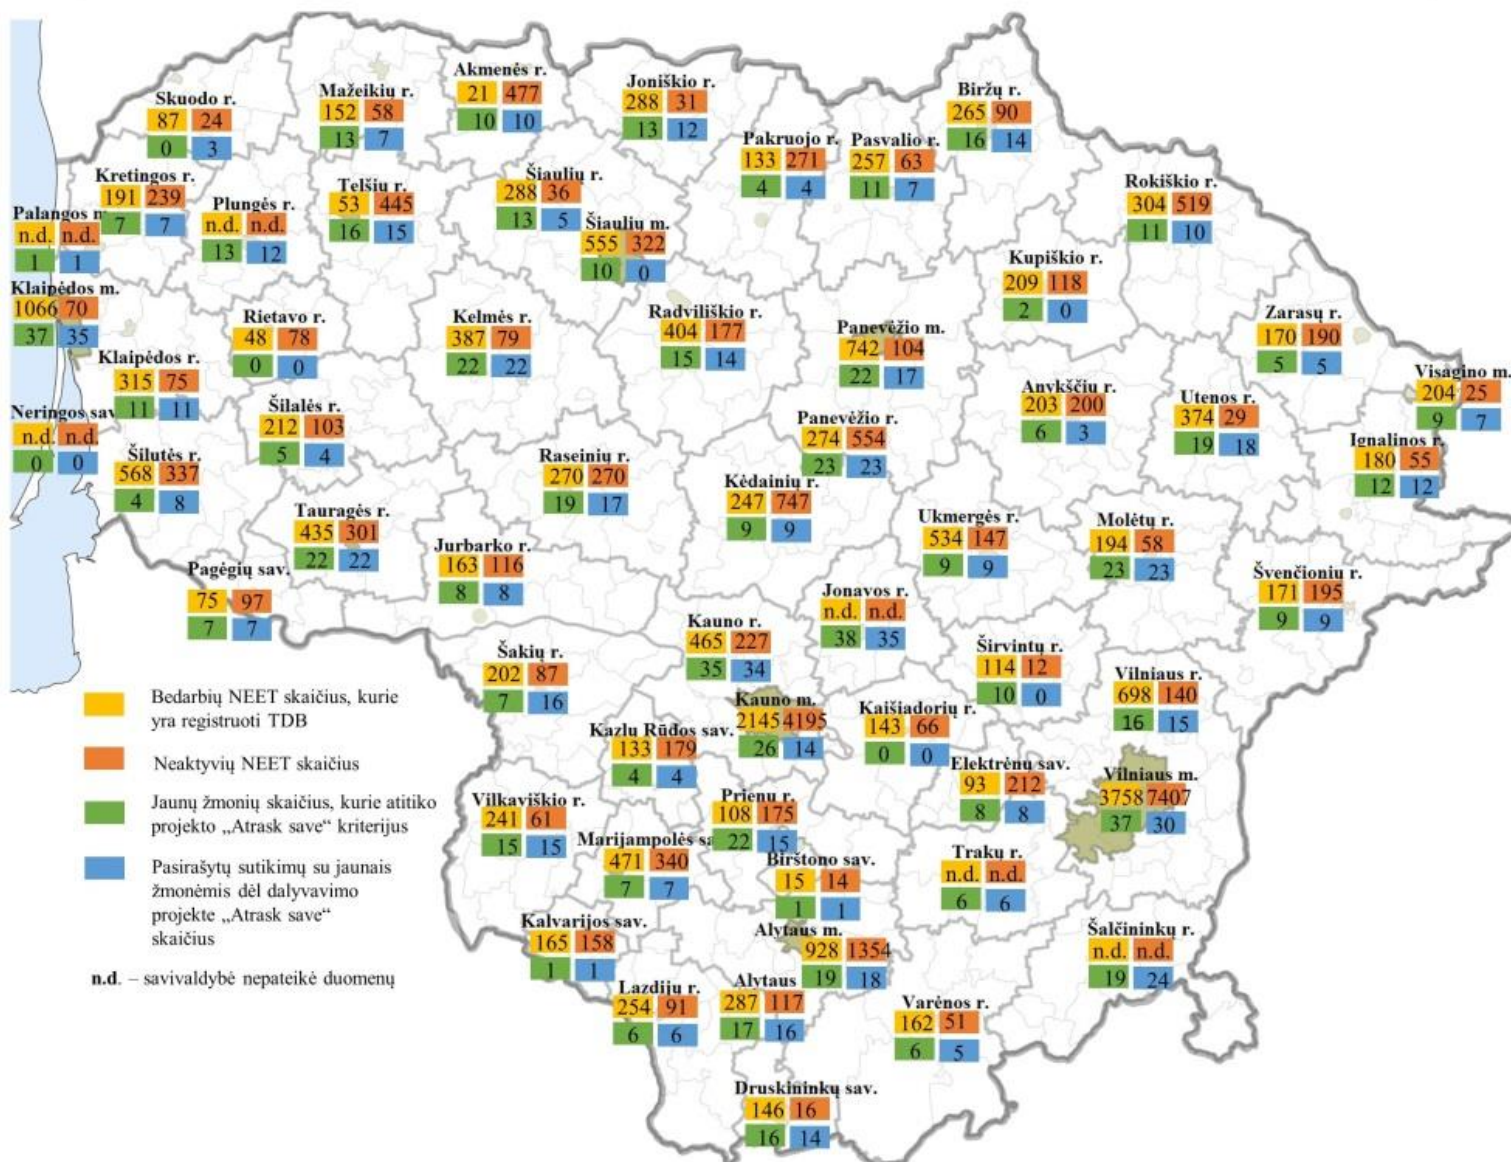 Skuodo r.
87 24
0 3
Mažeikių r.
152 58
13 7
Akmenės r.
21 477
10 10
Joniškio r.
288 31
13 12
Pakruojo r.
133 271
4 4
Pasvalio r.
257 63
11 7
Biržų r.
265 90
16 14
Kretingos r.
191 239
7 7
Palangos m
n.d. n.d.
1 1
Plungės r.
n.d. n.d.
13 12
Telšių r.
53 445
16 15
Šiaulių r.
288 36
13 5
Šiaulių m.
555 322
10 0
Rokiškio r.
304 519
11 10
Kupiškio r.
209 118
2 0
Klaipėdos m.
1066 70
37 35
Rietavo r.
48 78
0 0
Kelmės r.
387 79
22 22
Radviliškio r.
404 177
15 14
Panevėžio m.
742 104
22 17
Zarasų r.
170 190
5 5
Visagino m.
204 25
9 7
Klaipėdos r.
315 75
11 11
Neringos sav
n.d. n.d.
0 0
Šilalės r.
212 103
5 4
Anykščių r.
203 200
6 3
Utenos r.
374 29
19 18
Ignalinos r.
180 55
12 12
Šilutės r.
568 337
4 8
Raseinių r.
270 270
19 17
Panevėžio r.
274 554
23 23
Kėdainių r.
247 747
9 9
Tauragės r.
435 301
22 22
Jurbarko r.
163 116
8 8
Ukmergės r.
534 147
9 9
Molėtų r.
194 58
23 23
Švenčionių r.
171 195
9 9
Pagėgių sav.
75 97
7 7
Jonavos r.
n.d. n.d.
38 35
Kauno r.
465 227
35 34
Šakių r.
202 87
7 16
Širvintų r.
114 12
10 0
Vilniaus r.
698 140
16 15
Kauno m.
2145 4195
26 14
Kaišiadorių r.
143 66
0 0
Kazlų Rūdos sav.
133 179
4 4
Elektrėnų sav.
93 212
8 8
Vilniaus m.
3758 7407
37 30
Vilkaviškio r.
241 61
15 15
Prienų r.
108 175
22 15
Marijampolės sa
471 340
7 7
Birštono sav.
15 14
1 1
Trakų r.
n.d. n.d.
6 6
Kalvarijos sav.
165 158
1 1
Alytaus m.
928 1354
19 18
Šalčininkų r.
n.d. n.d.
19 24
Lazdijų r.
254 91
6 6
Alytaus
287 117
17 16
Varėnos r.
162 51
6 5
Druskininkų sav.
146 16
16 14
Bedarbių NEET skaičius, kurie
yra registruoti TDB
Neaktyvių NEET skaičius
Jaunų žmonių skaičius, kurie atitiko
projekto „Atrask save“ kriterijus
Pasirašytų sutikimų su jaunais
žmonėmis dėl dalyvavimo
projekte „Atrask save“
skaičius
n.d. – savivaldybė nepateikė duomenų